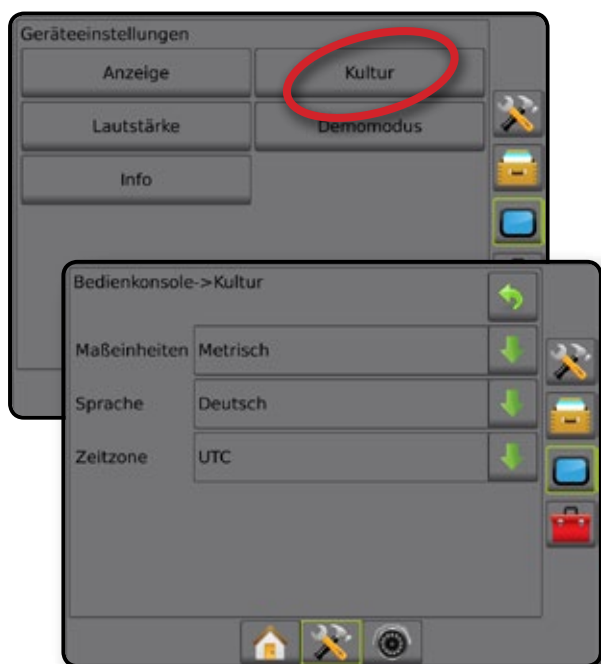 Geräteeinstellungen
Anzeige Kultur
Lautstärke Demomodus
Info
Bedienkonsole->Kultur
Maßeinheiten Metrisch
Sprache Deutsch
Zeitzone UTC